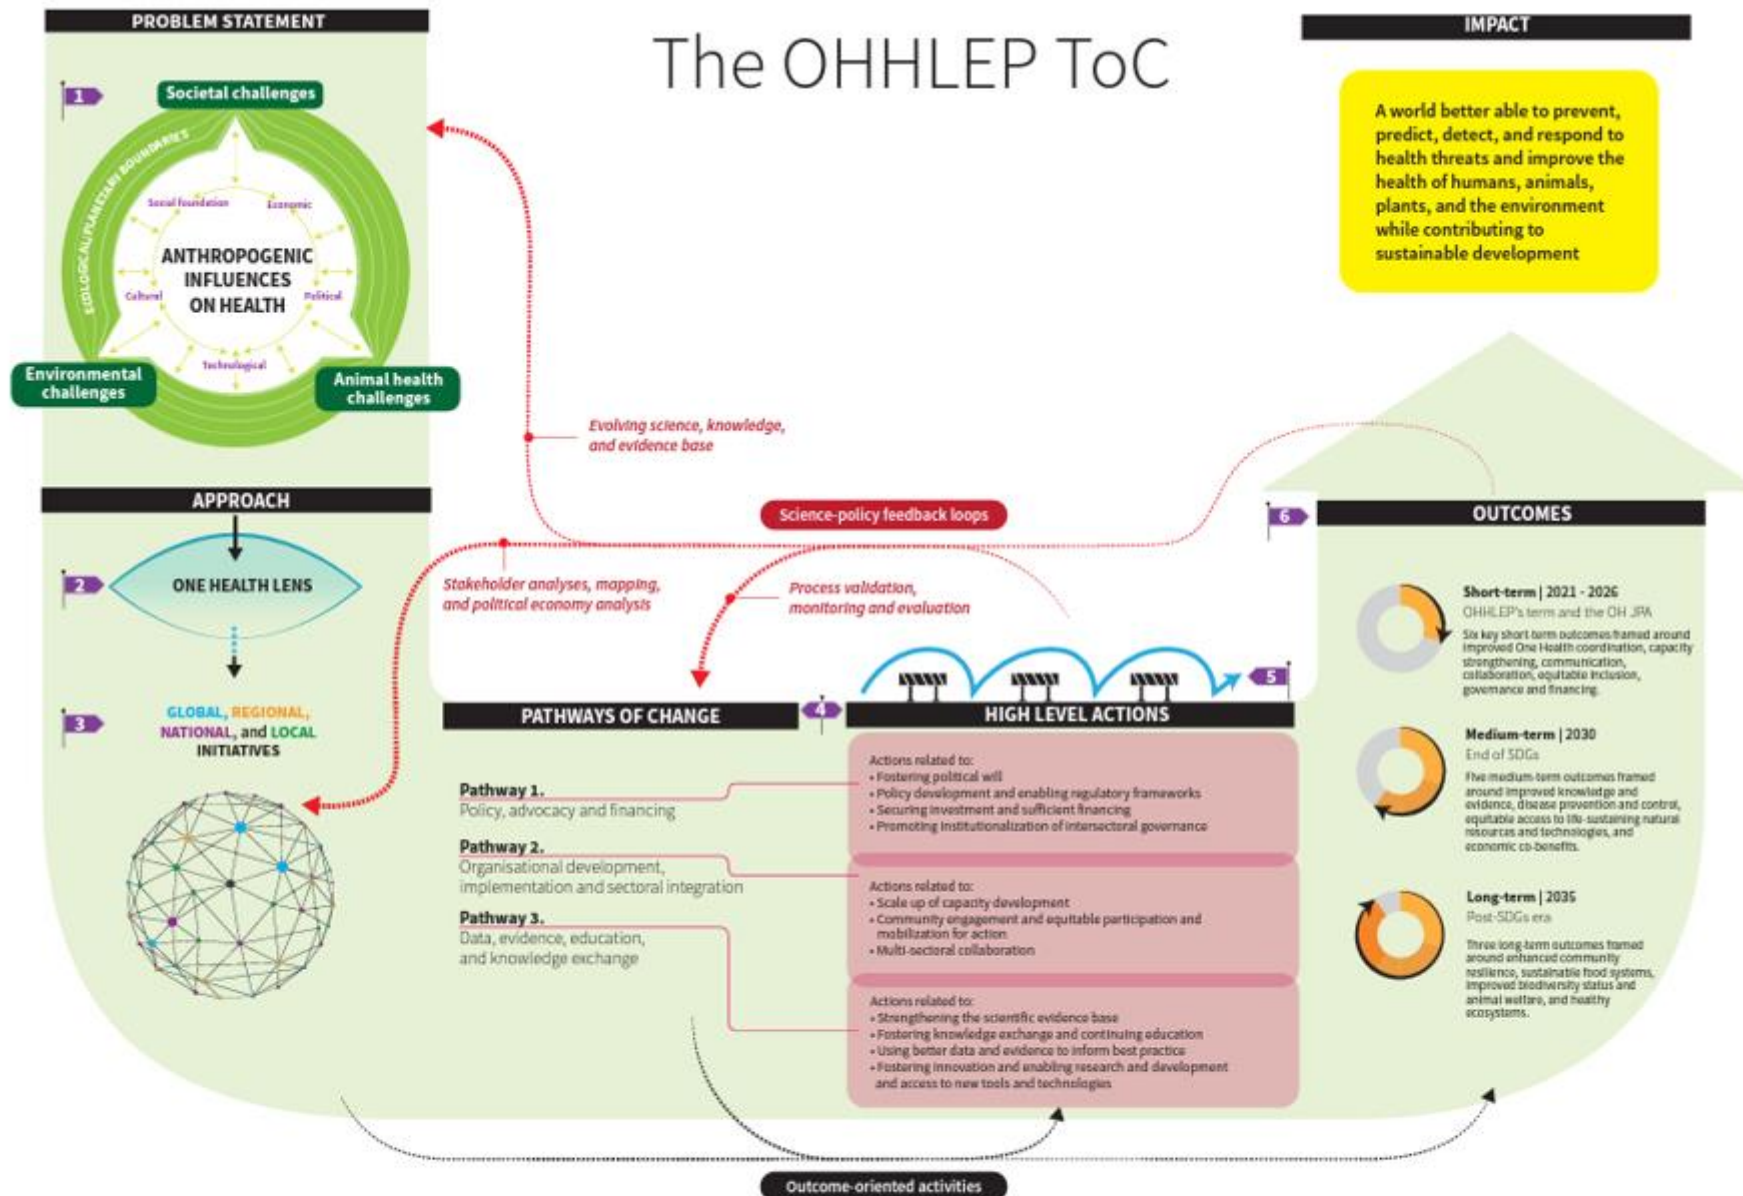 The OHHLEP ToC
PROBLEM STATEMENT
1
Societal challenges
ECOLOGICAL/PLANETARY BOUNDARIES
Social foundation
Economic
ANTHROPOGENIC
INFLUENCES
ON HEALTH
Cultural
Political
Technological
Environmental
challenges
Animal health
challenges
APPROACH
2
ONE HEALTH LENS
3
GLOBAL, REGIONAL,
NATIONAL, and LOCAL
INITIATIVES
Evolving science, knowledge,
and evidence base
Science-policy feedback loops
Stakeholder analyses, mapping,
and political economy analysis
Process validation,
monitoring and evaluation
PATHWAYS OF CHANGE
4
Pathway 1.
Policy, advocacy and financing
Pathway 2.
Organisational development,
implementation and sectoral integration
Pathway 3.
Data, evidence, education,
and knowledge exchange
5
HIGH LEVEL ACTIONS
Actions related to:
• Fostering political will
• Policy development and enabling regulatory frameworks
• Securing investment and sufficient financing
• Promoting institutionalization of intersectoral governance
Actions related to:
• Scale up of capacity development
• Community engagement and equitable participation and
mobilization for action
• Multi-sectoral collaboration
Actions related to:
• Strengthening the scientific evidence base
• Fostering knowledge exchange and continuing education
• Using better data and evidence to inform best practice
• Fostering innovation and enabling research and development
and access to new tools and technologies
IMPACT
A world better able to prevent,
predict, detect, and respond to
health threats and improve the
health of humans, animals,
plants, and the environment
while contributing to
sustainable development
6
OUTCOMES
Short-term | 2021 - 2026
OHHLEP's term and the OH JPA
Six key short term outcomes framed around
improved One Health coordination, capacity
strengthening, communication,
collaboration, equitable inclusion,
governance and financing.
Medium-term | 2030
End of SDGs
Five medium-term outcomes framed
around improved knowledge and
evidence, disease prevention and control,
equitable access to life-sustaining natural
resources and technologies, and
economic co-benefits.
Long-term | 2035
Post-SDGs era
Three long-term outcomes framed
around enhanced community
resilience, sustainable food systems,
improved biodiversity status and
animal welfare, and healthy
ecosystems.
Outcome-oriented activities